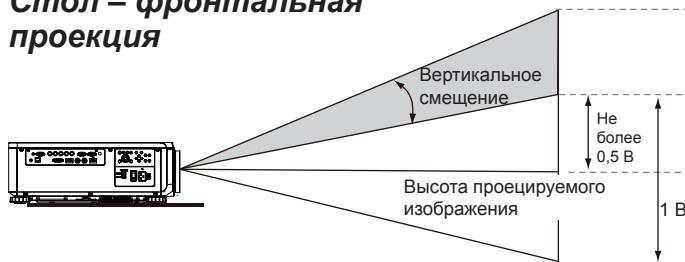 Стол – фронтальная
проекция
Вертикальное
смещение
Не
более
0,5 В
Высота проецируемого
изображения
1 В